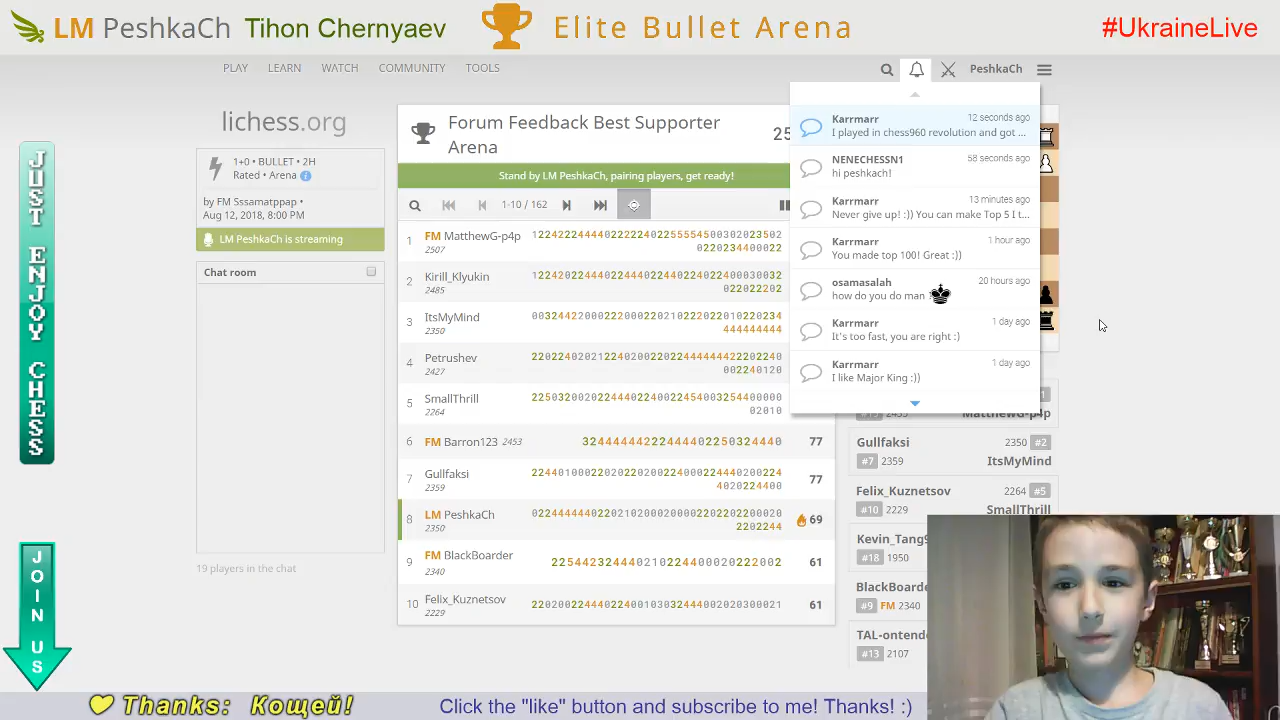 LM PeshkaCh Tihon Chernyaev
Elite Bullet Arena
#UkraineLive
PLAY LEARN WATCH COMMUNITY TOOLS
PeshkaCh
lichess.org
1+0 • BULLET • 2H
Rated • Arena
by FM Sssamatppap •
Aug 12, 2018, 8:00 PM
LM PeshkaCh is streaming
Chat room
19 players in the chat
JUST ENJOY CHESS
JOIN US
Forum Feedback Best Supporter
Arena
25
Stand by LM PeshkaCh, pairing players, get ready!
1-10 / 162
1 FM MatthewG-p4p
2507
2 Kirill_Klyukin
2485
3 ItsMyMind
2350
4 Petrushev
2427
5 SmallThrill
2264
6 FM Barron123 2453
77
7 Gullfaksi
2359
77
8 LM PeshkaCh
2350
69
9 FM BlackBoarder
2340
61
10 Felix_Kuznetsov
2229
61
Karrmarr 12 seconds ago
I played in chess960 revolution and got ...
NENECHESSN1 58 seconds ago
hi peshkach!
Karrmarr 13 minutes ago
Never give up! :)) You can make Top 5 I t...
Karrmarr 1 hour ago
You made top 100! Great :))
osamasalah 20 hours ago
how do you do man
Karrmarr 1 day ago
It's too fast, you are right :)
Karrmarr 1 day ago
I like Major King :))
MatthewG-p4p
Gullfaksi 2350 #2
#7 2359 ItsMyMind
Felix_Kuznetsov 2264 #5
#10 2229 SmallThrill
Kevin_Tang9
#18 1950
BlackBoarde
#9 FM 2340
TAL-ontende
#13 2107
Thanks: Кощей!
Click the "like" button and subscribe to me! Thanks! :)